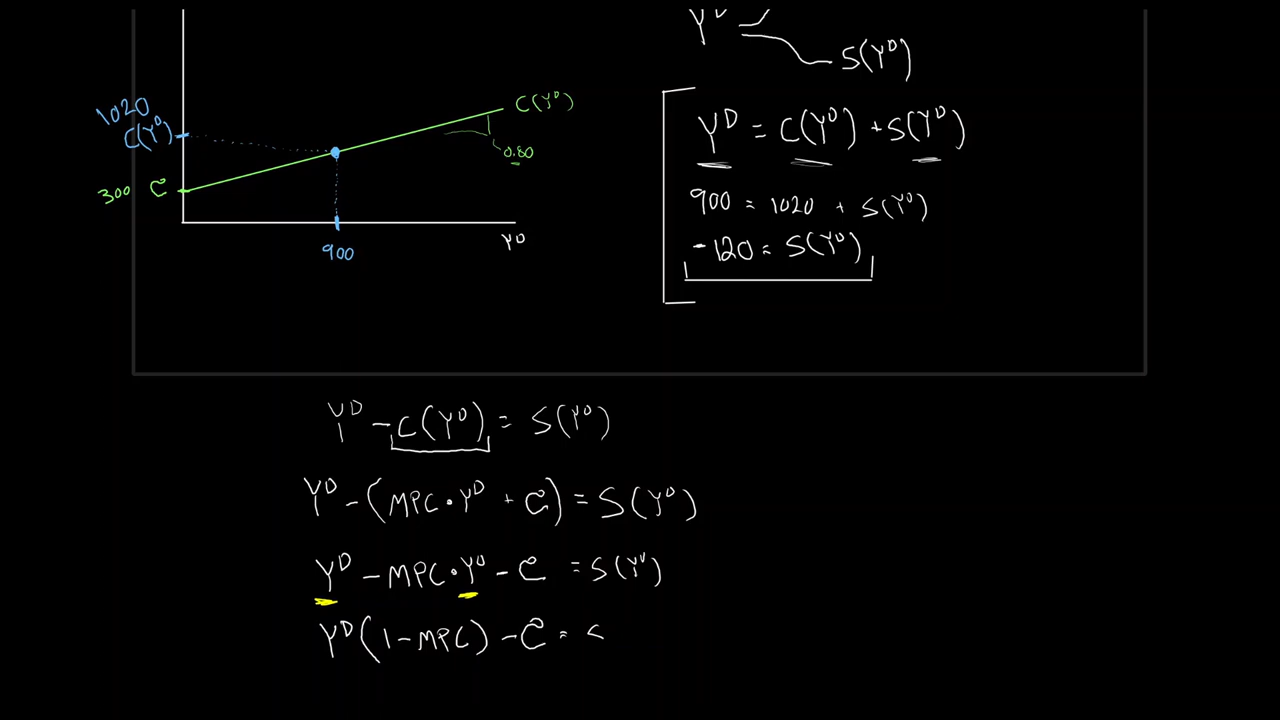 Y^D
S(Y^D)
1020
C(Y^D)
C(Y^D)
0.80
300 C̄
Y^D
900
Y^D = C(Y^D) + S(Y^D)
900 = 1020 + S(Y^D)
-120 = S(Y^D)
Y^D - C(Y^D) = S(Y^D)
Y^D - (MPC · Y^D + C̄) = S(Y^D)
Y^D - MPC · Y^D - C̄ = S(Y^D)
Y^D (1 - MPC) - C̄ = S